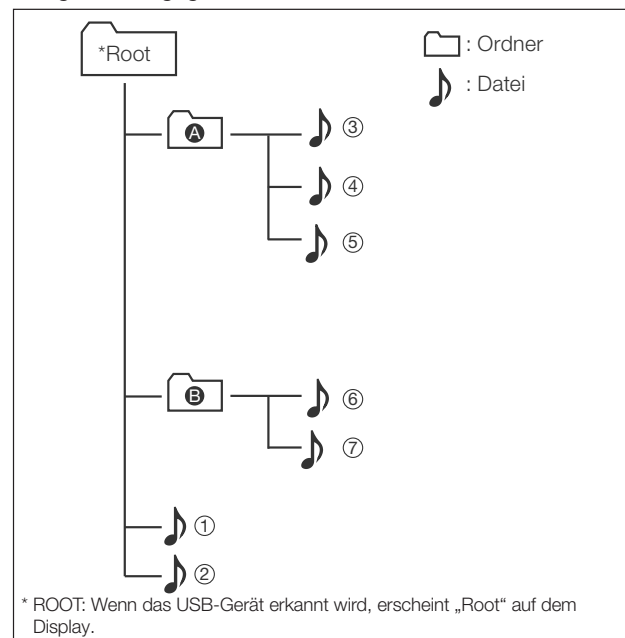 *Root
: Ordner
: Datei
A
③
④
⑤
B
⑥
⑦
①
②
* ROOT: Wenn das USB-Gerät erkannt wird, erscheint „Root“ auf dem
Display.